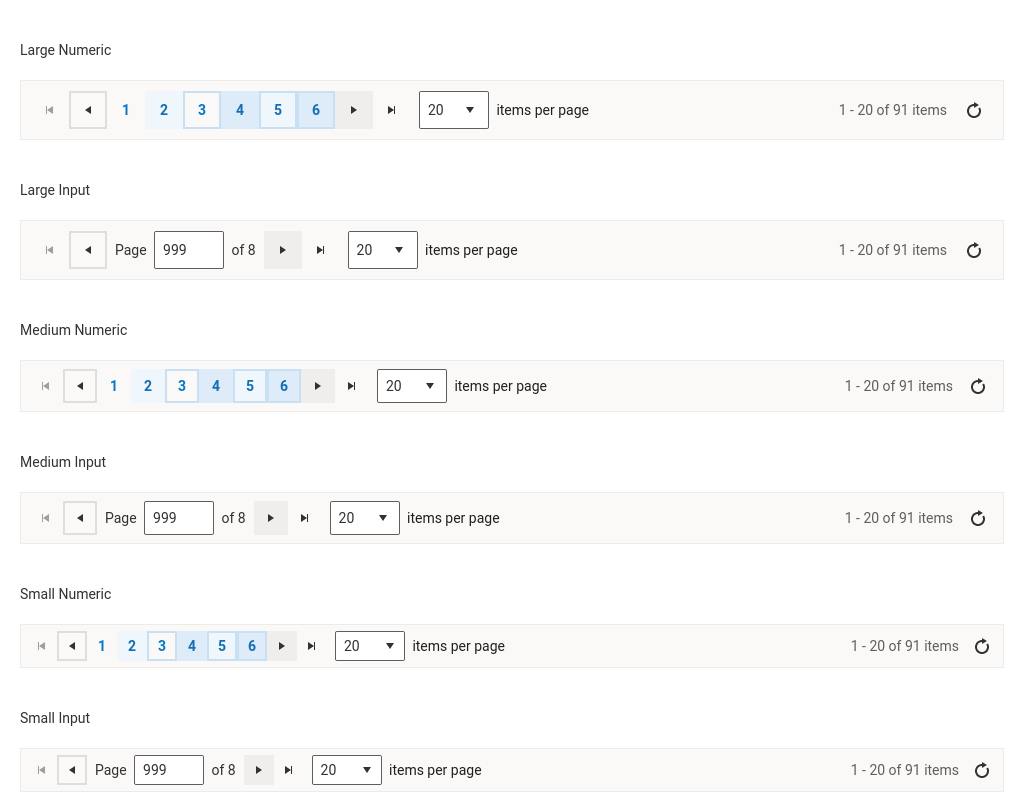 Large Numeric
1 2 3 4 5 6 20 items per page 1 - 20 of 91 items
Large Input
Page 999 of 8 20 items per page 1 - 20 of 91 items
Medium Numeric
1 2 3 4 5 6 20 items per page 1 - 20 of 91 items
Medium Input
Page 999 of 8 20 items per page 1 - 20 of 91 items
Small Numeric
1 2 3 4 5 6 20 items per page 1 - 20 of 91 items
Small Input
Page 999 of 8 20 items per page 1 - 20 of 91 items